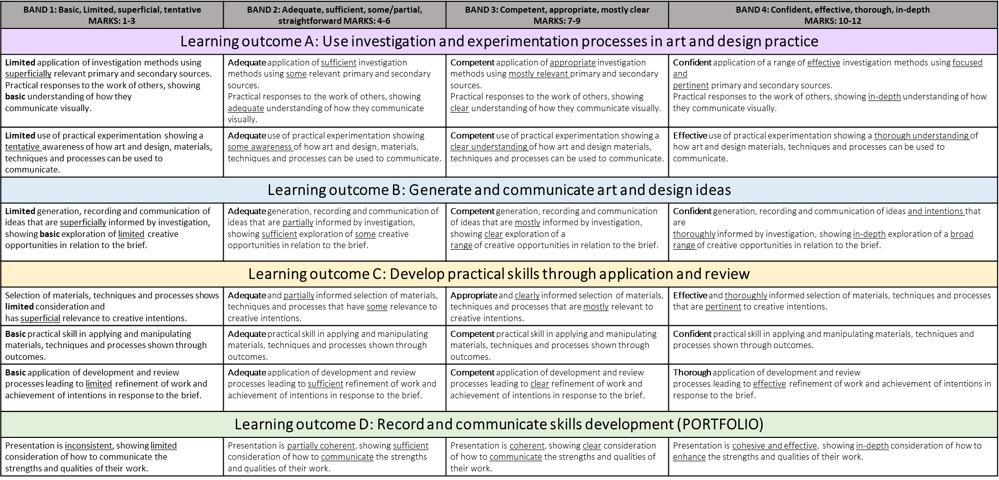 BAND 1: Basic, Limited, superficial, tentative
MARKS: 1-3
BAND 2: Adequate, sufficient, some/partial,
straightforward MARKS: 4-6
BAND 3: Competent, appropriate, mostly clear
MARKS: 7-9
BAND 4: Confident, effective, thorough, in-depth
MARKS: 10-12
Learning outcome A: Use investigation and experimentation processes in art and design practice
Limited application of investigation methods using
superficially relevant primary and secondary sources.
Practical responses to the work of others, showing
basic understanding of how they
communicate visually.
Adequate application of sufficient investigation
methods using some relevant primary and secondary
sources.
Practical responses to the work of others, showing
adequate understanding of how they communicate
visually.
Competent application of appropriate investigation
methods using mostly relevant primary and secondary
sources.
Practical responses to the work of others, showing
clear understanding of how they communicate visually.
Confident application of a range of effective investigation methods using focused
and
pertinent primary and secondary sources.
Practical responses to the work of others, showing in-depth understanding of how
they communicate visually.
Limited use of practical experimentation showing a
tentative awareness of how art and design, materials,
techniques and processes can be used to
communicate.
Adequate use of practical experimentation showing
some awareness of how art and design, materials,
techniques and processes can be used to communicate.
Competent use of practical experimentation showing a
clear understanding of how art and design materials,
techniques and processes can be used to communicate.
Effective use of practical experimentation showing a thorough understanding of
how art and design materials, techniques and processes can be used to
communicate.
Learning outcome B: Generate and communicate art and design ideas
Limited generation, recording and communication of
ideas that are superficially informed by investigation,
showing basic exploration of limited creative
opportunities in relation to the brief.
Adequate generation, recording and communication of
ideas that are partially informed by investigation,
showing sufficient exploration of some creative
opportunities in relation to the brief.
Competent generation, recording and communication
of ideas that are mostly informed by investigation,
showing clear exploration of a
range of creative opportunities in relation to the brief.
Confident generation, recording and communication of ideas and intentions that
are
thoroughly informed by investigation, showing in-depth exploration of a broad
range of creative opportunities in relation to the brief.
Learning outcome C: Develop practical skills through application and review
Selection of materials, techniques and processes shows
limited consideration and
has superficial relevance to creative intentions.
Adequate and partially informed selection of materials,
techniques and processes that have some relevance to
creative intentions.
Appropriate and clearly informed selection of materials,
techniques and processes that are mostly relevant to
creative intentions.
Effective and thoroughly informed selection of materials, techniques and processes
that are pertinent to creative intentions.
Basic practical skill in applying and manipulating
materials, techniques and processes shown through
outcomes.
Adequate practical skill in applying and manipulating
materials, techniques and processes shown through
outcomes.
Competent practical skill in applying and manipulating
materials, techniques and processes shown through
outcomes.
Confident practical skill in applying and manipulating materials, techniques and
processes shown through outcomes.
Basic application of development and review
processes leading to limited refinement of work and
achievement of intentions in response to the brief.
Adequate application of development and review
processes leading to sufficient refinement of work and
achievement of intentions in response to the brief.
Competent application of development and review
processes leading to clear refinement of work and
achievement of intentions in response to the brief.
Thorough application of development and review
processes leading to effective refinement of work and achievement of intentions in
response to the brief.
Learning outcome D: Record and communicate skills development (PORTFOLIO)
Presentation is inconsistent, showing limited
consideration of how to communicate the
strengths and qualities of their work.
Presentation is partially coherent, showing sufficient
consideration of how to communicate the strengths
and qualities of their work.
Presentation is coherent, showing clear consideration
of how to communicate the strengths and qualities of
their work.
Presentation is cohesive and effective, showing in-depth consideration of how to
enhance the strengths and qualities of their work.